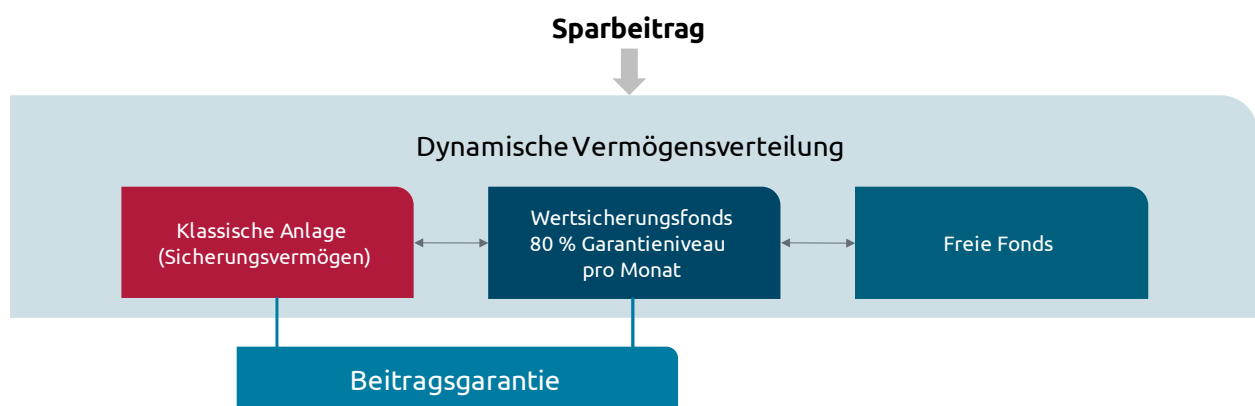 Sparbeitrag
Dynamische Vermögensverteilung
Klassische Anlage
(Sicherungsvermögen)
Wertsicherungsfonds
80 % Garantieniveau
pro Monat
Freie Fonds
Beitragsgarantie